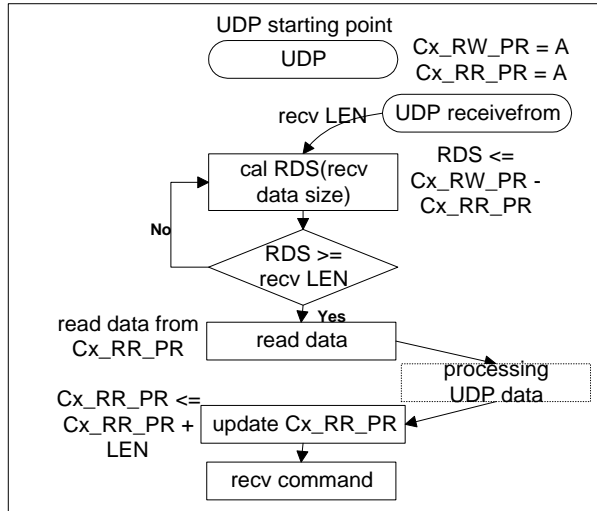 UDP starting point
UDP
Cx_RW_PR = A
Cx_RR_PR = A
recv LEN
UDP receivefrom
cal RDS(recv
data size)
RDS <=
Cx_RW_PR -
Cx_RR_PR
No
RDS >=
recv LEN
Yes
read data from
Cx_RR_PR
read data
processing
UDP data
Cx_RR_PR <=
Cx_RR_PR +
LEN
update Cx_RR_PR
recv command